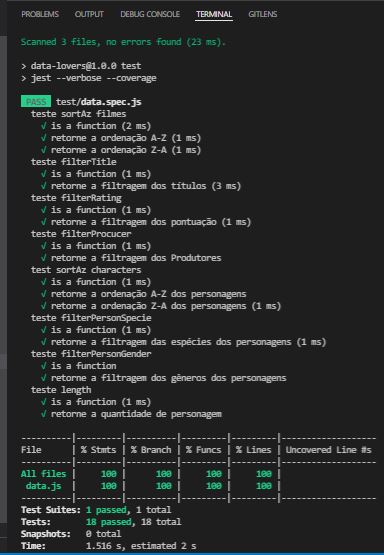 PROBLEMS OUTPUT DEBUG CONSOLE TERMINAL GITLENS
Scanned 3 files, no errors found (23 ms).
> data-lovers@1.0.0 test
> jest --verbose --coverage
PASS test/data.spec.js
teste sortAz filmes
√ is a function (2 ms)
√ retorne a ordenação A-Z (1 ms)
√ retorne a ordenação Z-A (1 ms)
teste filterTitle
√ is a function (1 ms)
√ retorne a filtragem dos títulos (3 ms)
teste filterRating
√ is a function (1 ms)
√ retorne a filtragem dos pontuação (1 ms)
teste filterProcucer
√ is a function (1 ms)
√ retorne a filtragem dos Produtores
test sortAz characters
√ is a function (1 ms)
√ retorne a ordenação A-Z dos personagens
√ retorne a ordenação Z-A dos personagens (1 ms)
teste filterPersonSpecie
√ is a function (1 ms)
√ retorne a filtragem das espécies dos personagens (1 ms)
teste filterPersonGender
√ is a function
√ retorne a filtragem dos gêneros dos personagens
teste length
√ is a function (1 ms)
√ retorne a quantidade de personagem
----------|---------|----------|---------|---------|-------------------
File | % Stmts | % Branch | % Funcs | % Lines | Uncovered Line #s
----------|---------|----------|---------|---------|-------------------
All files | 100 | 100 | 100 | 100 |
data.js | 100 | 100 | 100 | 100 |
----------|---------|----------|---------|---------|-------------------
Test Suites: 1 passed, 1 total
Tests: 18 passed, 18 total
Snapshots: 0 total
Time: 1.516 s, estimated 2 s